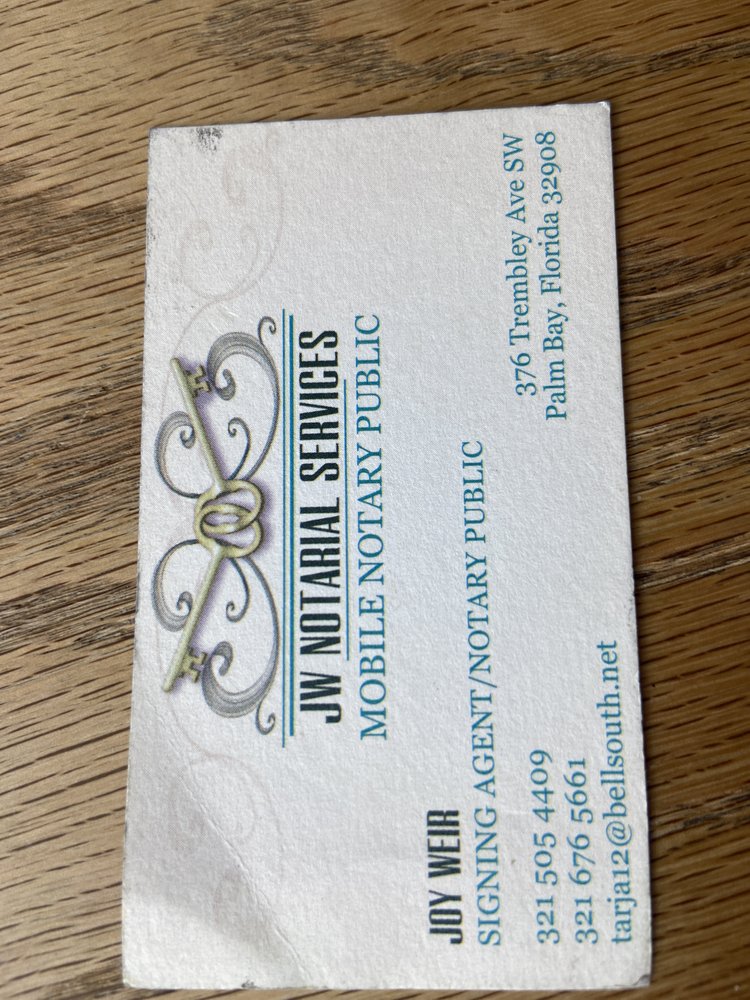 JW NOTARIAL SERVICES
MOBILE NOTARY PUBLIC
JOY WEIR
SIGNING AGENT/NOTARY PUBLIC
321 505 4409
321 676 5661
tarja12@bellsouth.net
376 Trembley Ave SW
Palm Bay, Florida 32908